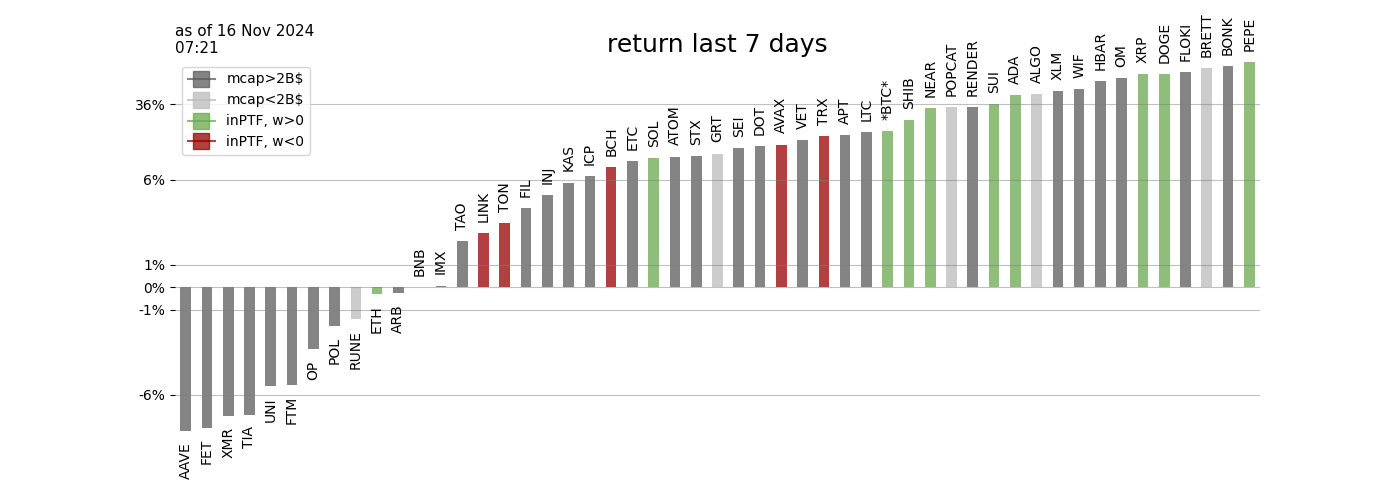 as of 16 Nov 2024
07:21
return last 7 days
mcap>2B$
mcap<2B$
inPTF, w>0
inPTF, w<0
36%
6%
1%
0%
-1%
-6%
AAVE
FET
XMR
TIA
UNI
FTM
OP
POL
RUNE
ETH
ARB
BNB
IMX
TAO
LINK
TON
FIL
INJ
KAS
ICP
BCH
ETC
SOL
ATOM
STX
GRT
SEI
DOT
AVAX
VET
TRX
APT
LTC
*BTC*
SHIB
NEAR
POPCAT
RENDER
SUI
ADA
ALGO
XLM
WIF
HBAR
OM
XRP
DOGE
FLOKI
BRETT
BONK
PEPE